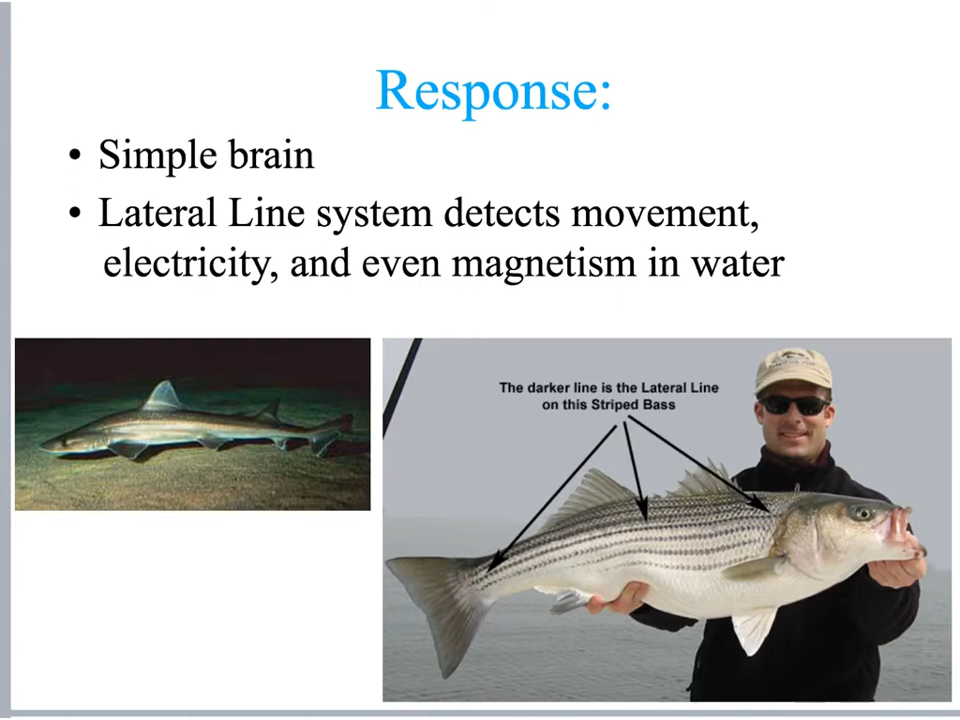 Response:
• Simple brain
• Lateral Line system detects movement,
electricity, and even magnetism in water
The darker line is the Lateral Line
on this Striped Bass